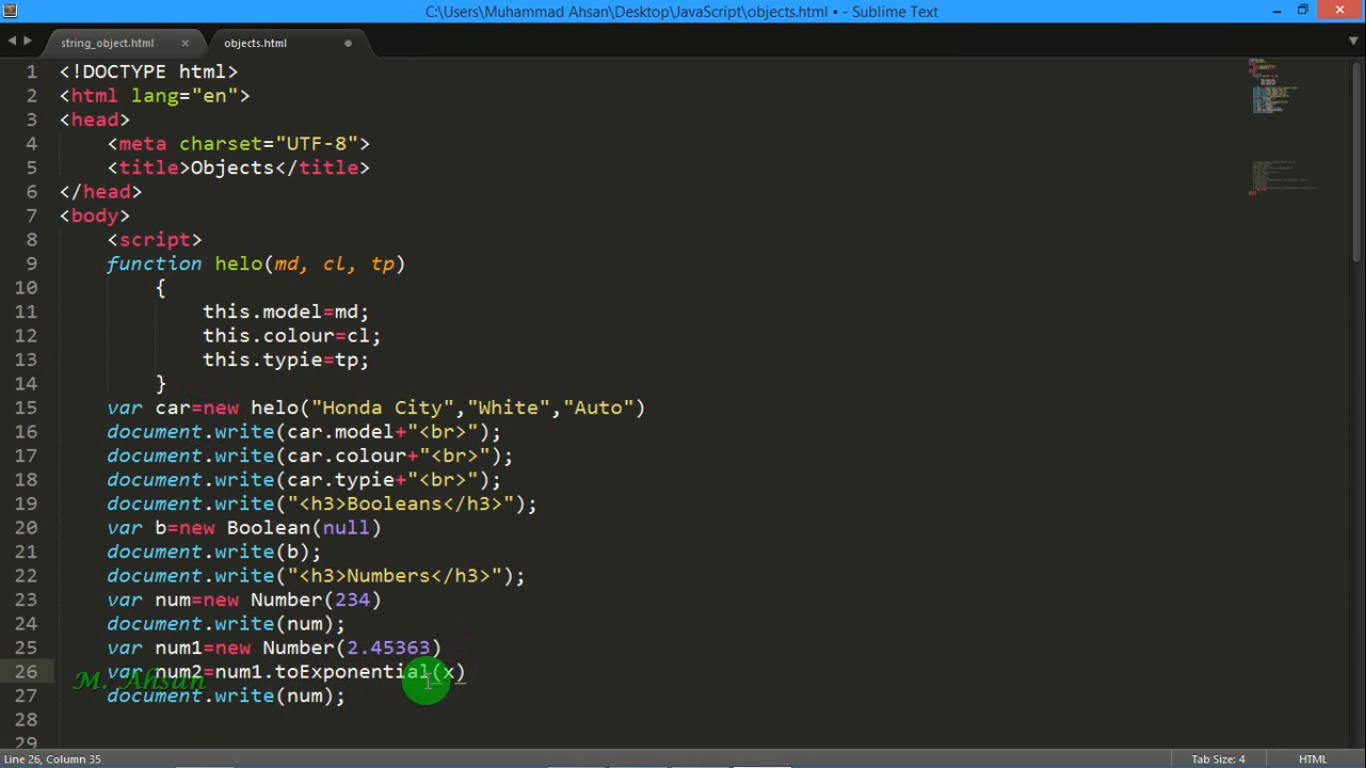 C:\Users\Muhammad Ahsan\Desktop\JavaScript\objects.html • - Sublime Text
string_object.html × objects.html
1 <!DOCTYPE html>
2 <html lang="en">
3 <head>
4 <meta charset="UTF-8">
5 <title>Objects</title>
6 </head>
7 <body>
8 <script>
9 function helo(md, cl, tp)
10 {
11 this.model=md;
12 this.colour=cl;
13 this.typie=tp;
14 }
15 var car=new helo("Honda City","White","Auto")
16 document.write(car.model+"<br>");
17 document.write(car.colour+"<br>");
18 document.write(car.typie+"<br>");
19 document.write("<h3>Booleans</h3>");
20 var b=new Boolean(null)
21 document.write(b);
22 document.write("<h3>Numbers</h3>");
23 var num=new Number(234)
24 document.write(num);
25 var num1=new Number(2.45363)
26 var num2=num1.toExponential(x)
M. Ahsan
27 document.write(num);
28
29
Line 26, Column 35 Tab Size: 4 HTML